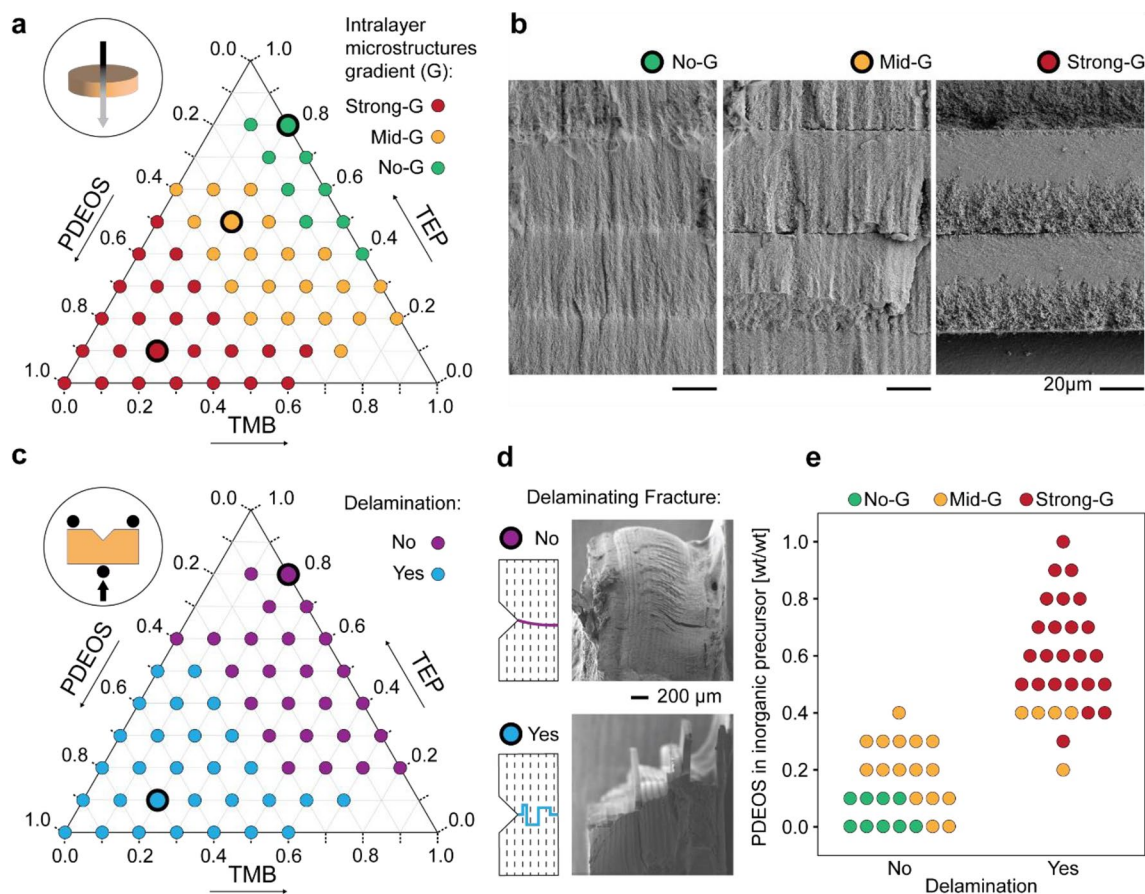 a
Intralayer
microstructures
gradient (G):
Strong-G
Mid-G
No-G
0.0
1.0
0.2
0.8
0.4
0.6
PDEOS
TEP
0.6
0.4
0.8
0.2
1.0
0.0
0.0
0.2
0.4
0.6
0.8
1.0
TMB
b
No-G
Mid-G
Strong-G
20µm
c
Delamination:
No
Yes
0.0
1.0
0.2
0.8
0.4
0.6
PDEOS
TEP
0.6
0.4
0.8
0.2
1.0
0.0
0.0
0.2
0.4
0.6
0.8
1.0
TMB
d
Delaminating Fracture:
No
200 µm
Yes
e
No-G
Mid-G
Strong-G
PDEOS in inorganic precursor [wt/wt]
1.0
0.8
0.6
0.4
0.2
0.0
No
Yes
Delamination